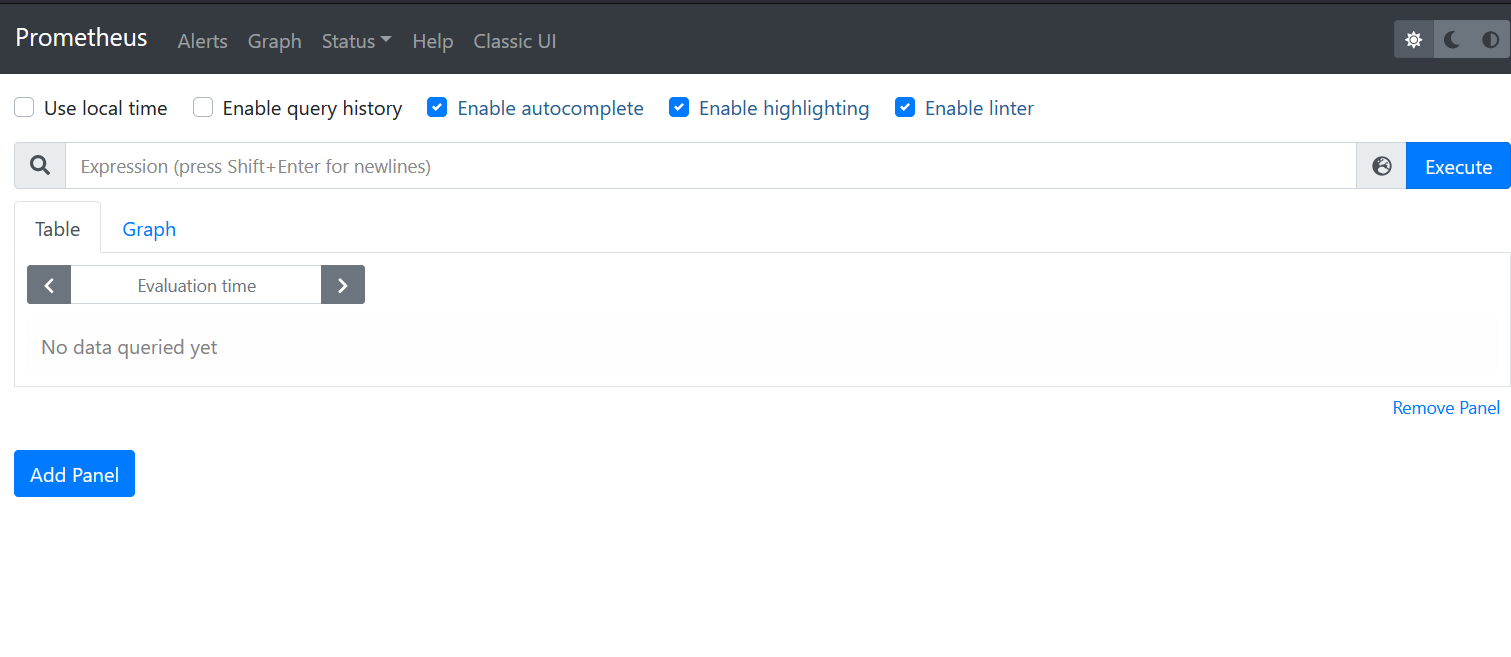 Prometheus Alerts Graph Status Help Classic UI
Use local time Enable query history Enable autocomplete Enable highlighting Enable linter
Expression (press Shift+Enter for newlines) Execute
Table Graph
Evaluation time
No data queried yet
Remove Panel
Add Panel